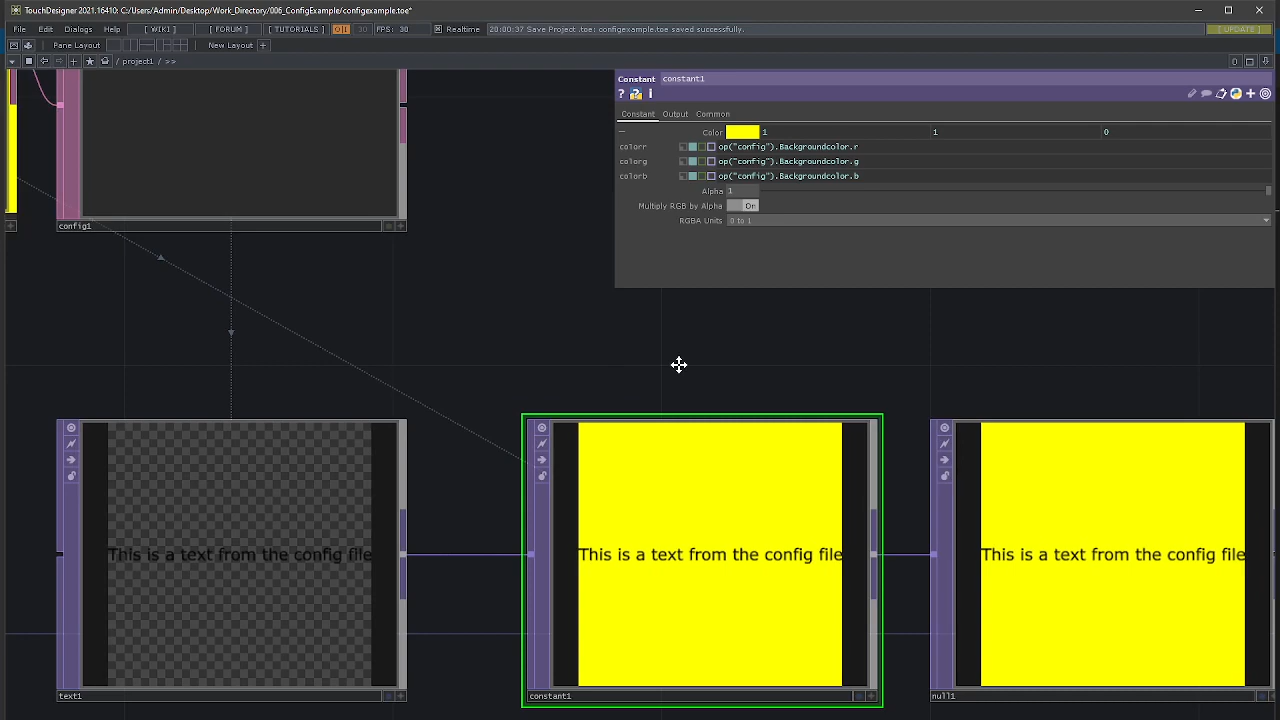 TouchDesigner 2021.16410: C:/Users/Admin/Desktop/Work_Directory/006_ConfigExample/configexample.toe*
File Edit Dialogs Help [ WIKI ] [ FORUM ] [ TUTORIALS ] O|I 30 FPS: 30 Realtime 20:00:37 Save Project .toe: configexample.toe saved successfully. [ UPDATE ]
Pane Layout New Layout +
/ project1 / >> 0
Constant constant1
? i
Constant Output Common
Color 1 1 0
colorr op("config").Backgroundcolor.r
colorg op("config").Backgroundcolor.g
colorb op("config").Backgroundcolor.b
Alpha 1
Multiply RGB by Alpha On
RGBA Units 0 to 1
config1
This is a text from the config file
This is a text from the config file
This is a text from the config file
text1
constant1
null1